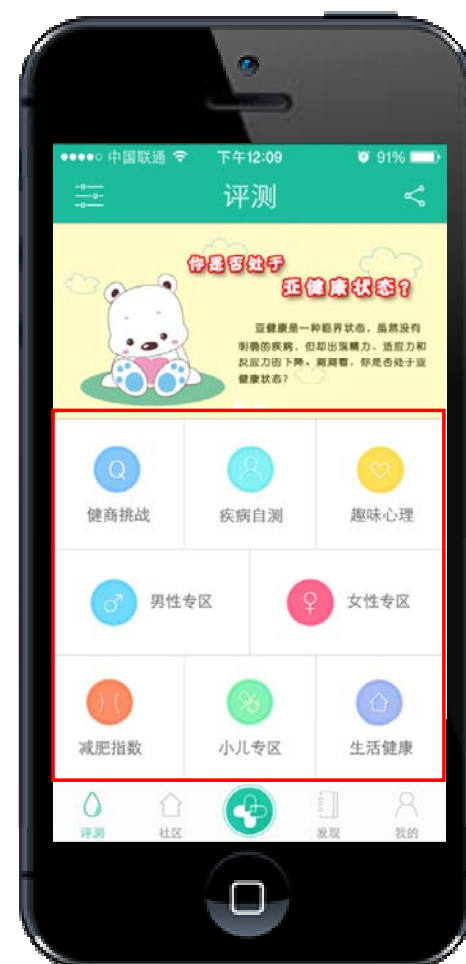 中国联通 下午12:09 91%
评测
你是否处于
亚健康状态?
亚健康是一种临界状态,虽然没有
明确的疾病,但却出现精力、适应力和
反应力的下降。测测看,你是否处于亚
健康状态?
Q
健商挑战 疾病自测 趣味心理
男性专区 女性专区
减肥指数 小儿专区 生活健康
评测 社区 发现 我的